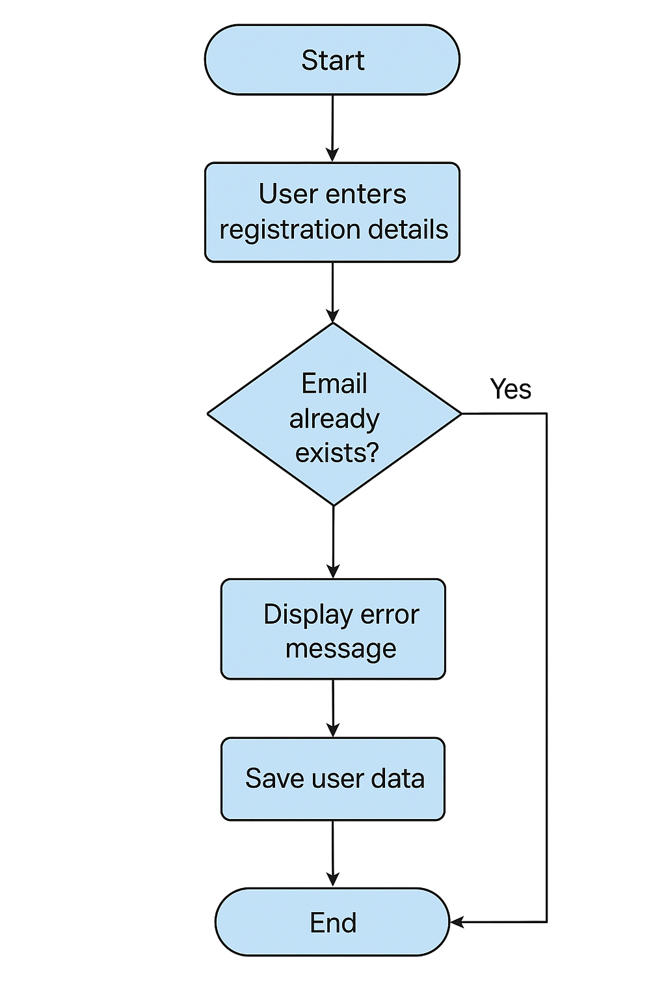 Start
User enters
registration details
Email
already
exists?
Yes
Display error
message
Save user data
End